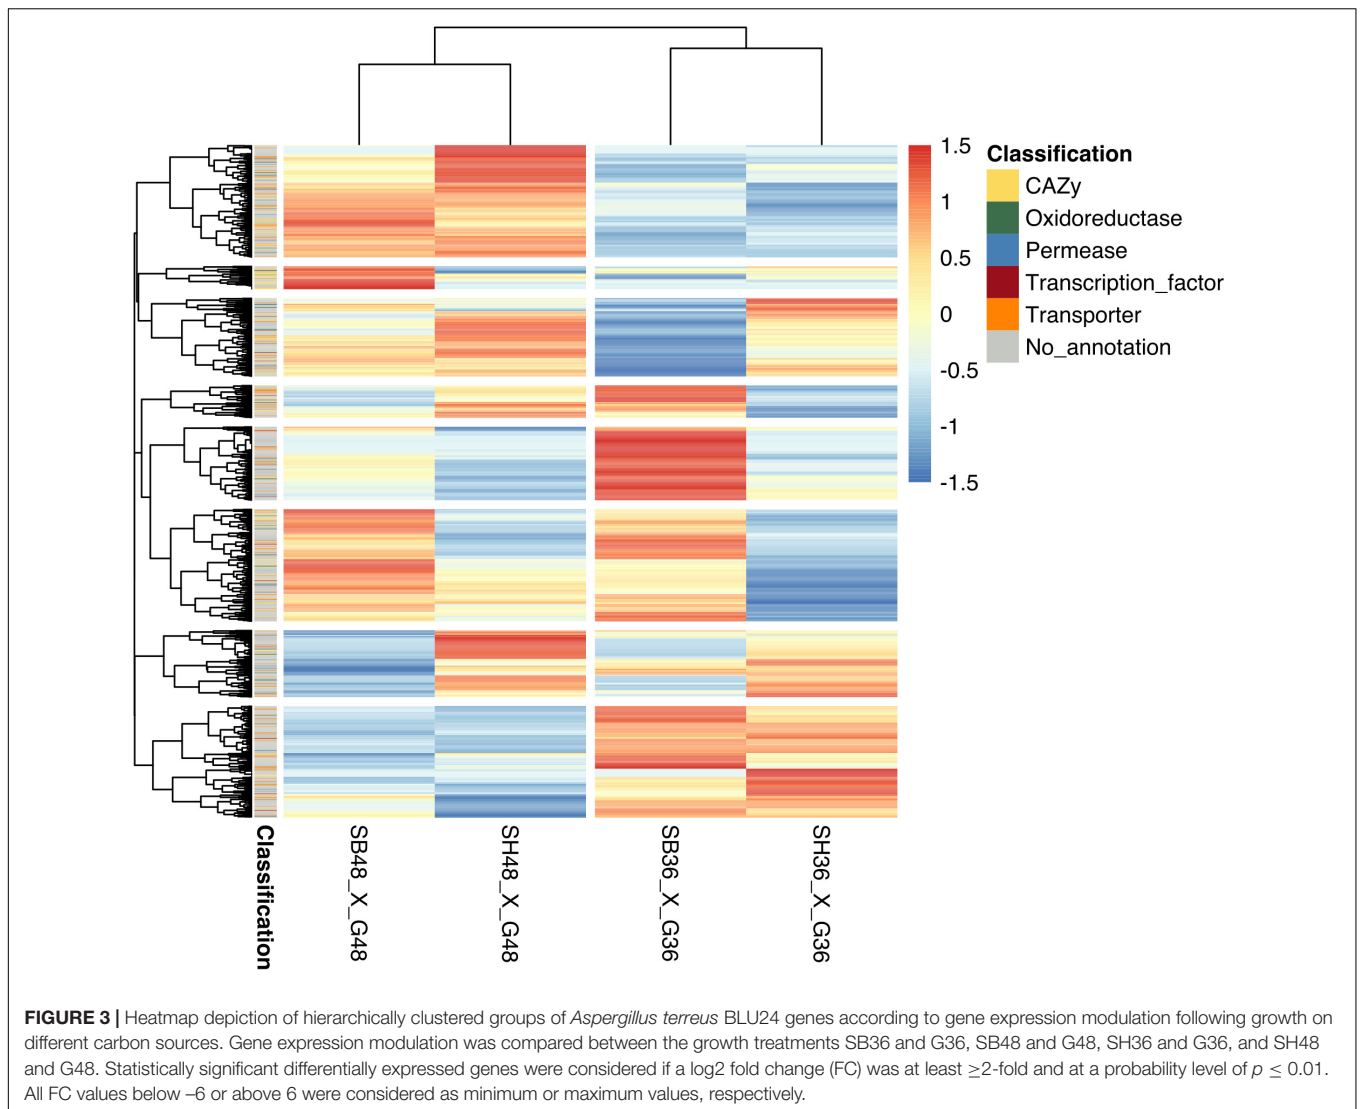 1.5
1
0.5
0
-0.5
-1
-1.5
Classification
CAZy
Oxidoreductase
Permease
Transcription_factor
Transporter
No_annotation
Classification
SB48_X_G48
SH48_X_G48
SB36_X_G36
SH36_X_G36
FIGURE 3 | Heatmap depiction of hierarchically clustered groups of Aspergillus terreus BLU24 genes according to gene expression modulation following growth on
different carbon sources. Gene expression modulation was compared between the growth treatments SB36 and G36, SB48 and G48, SH36 and G36, and SH48
and G48. Statistically significant differentially expressed genes were considered if a log2 fold change (FC) was at least ≥2-fold and at a probability level of p ≤ 0.01.
All FC values below –6 or above 6 were considered as minimum or maximum values, respectively.